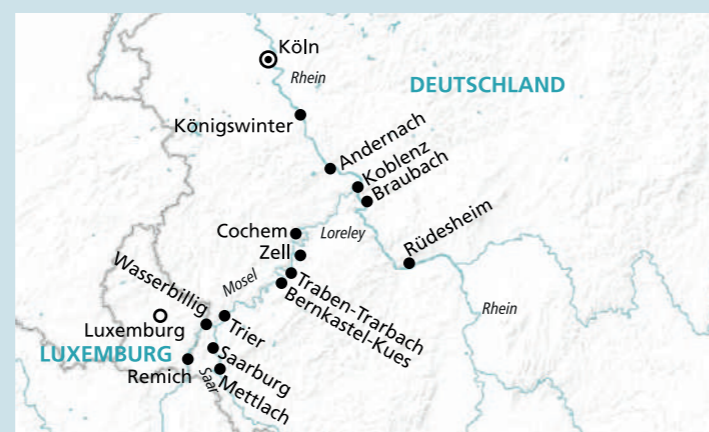 Köln
Rhein
DEUTSCHLAND
Königswinter
Andernach
Koblenz
Braubach
Cochem
Loreley
Rüdesheim
Zell
Mosel
Traben-Trarbach
Bernkastel-Kues
Rhein
Wasserbillig
Luxemburg
Trier
LUXEMBURG
Saarburg
Remich
Saar
Mettlach